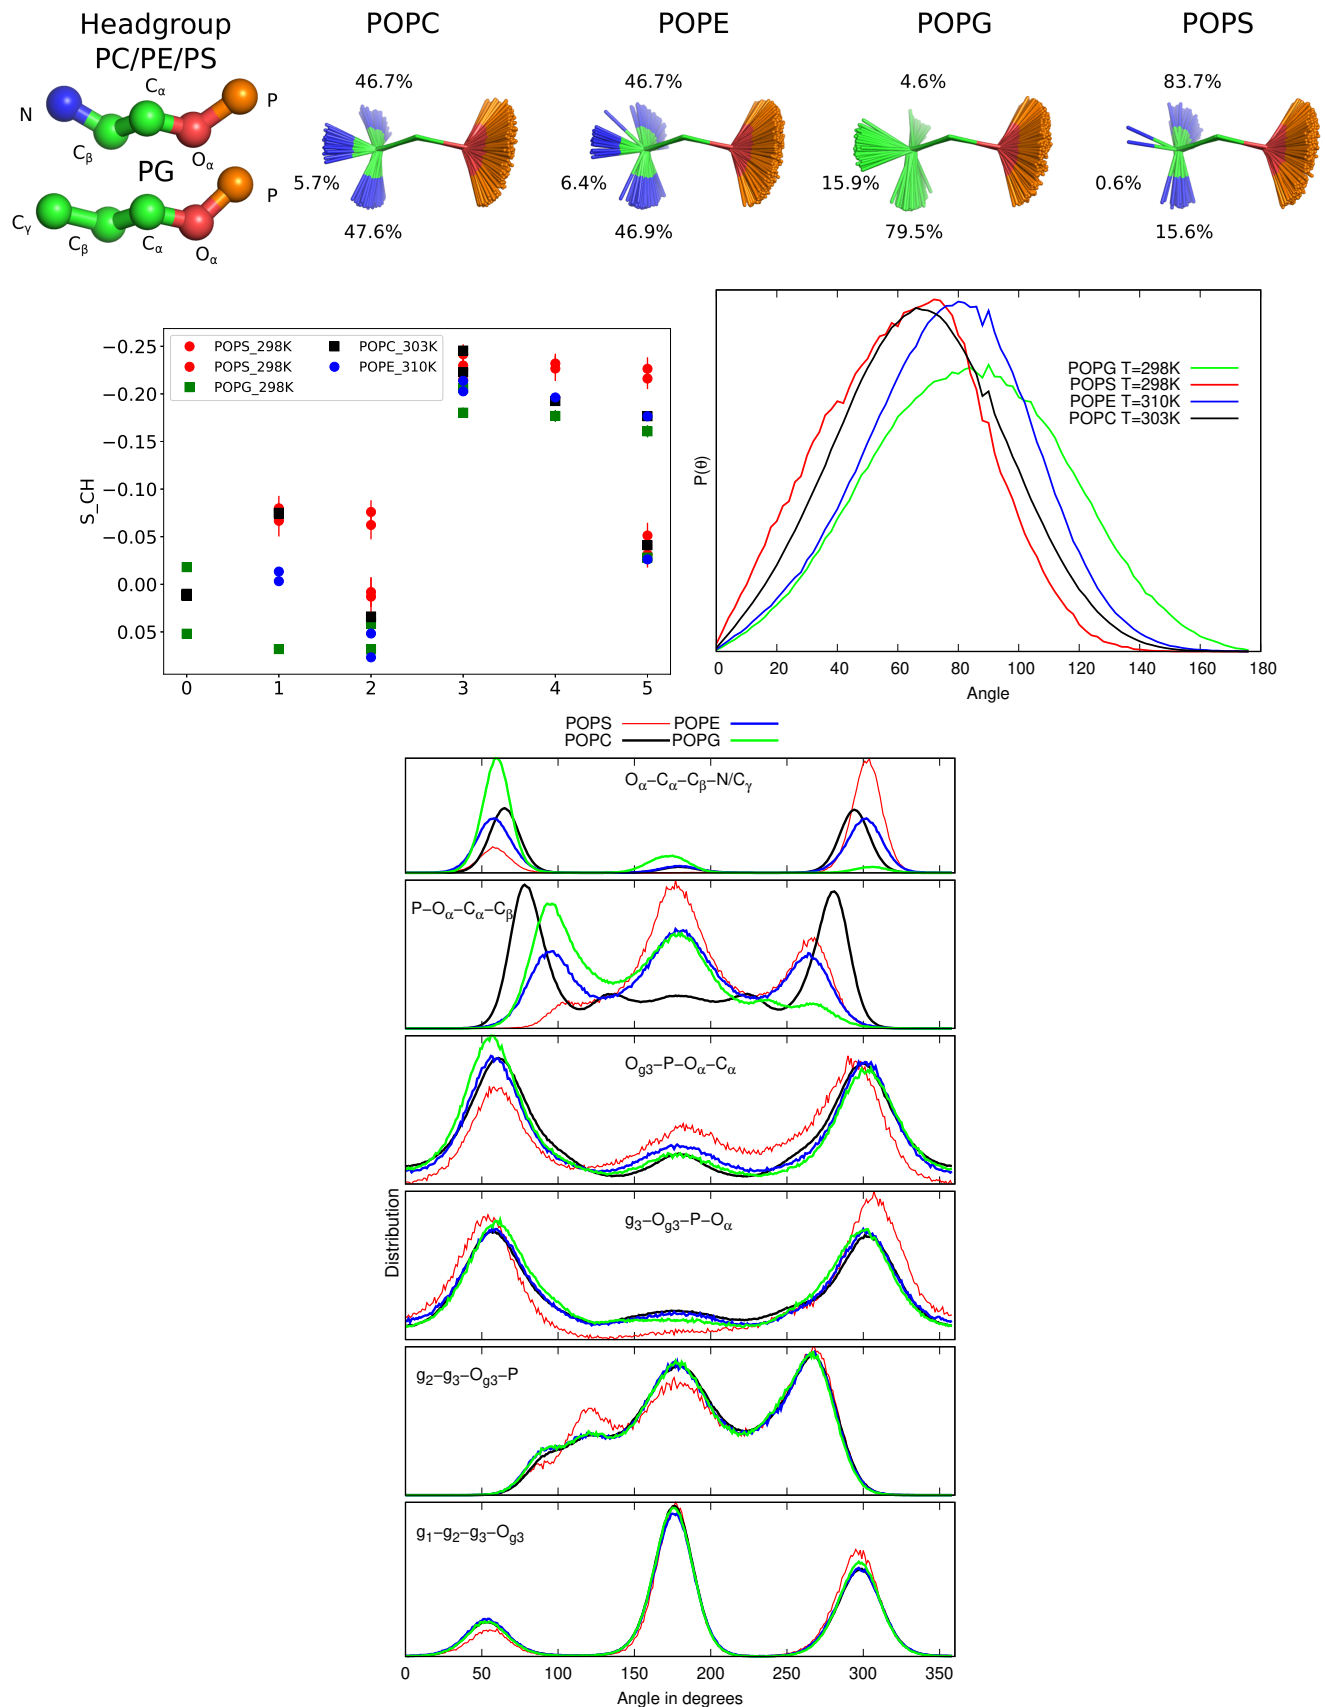 Headgroup
PC/PE/PS
POPC
POPE
POPG
POPS
N
Cα
P
Cβ
Oα
PG
Cγ
Cβ
Cα
Oα
P
46.7%
5.7%
47.6%
46.7%
6.4%
46.9%
4.6%
15.9%
79.5%
83.7%
0.6%
15.6%
POPS_298K
POPS_298K
POPG_298K
POPC_303K
POPE_310K
S_CH
−0.25
−0.20
−0.15
−0.10
−0.05
0.00
0.05
0 1 2 3 4 5
POPG T=298K
POPS T=298K
POPE T=310K
POPC T=303K
P(θ)
0 20 40 60 80 100 120 140 160 180
Angle
POPS POPE
POPC POPG
Oα−Cα−Cβ−N/Cγ
P−Oα−Cα−Cβ
Og3−P−Oα−Cα
g3−Og3−P−Oα
g2−g3−Og3−P
g1−g2−g3−Og3
Distribution
0 50 100 150 200 250 300 350
Angle in degrees